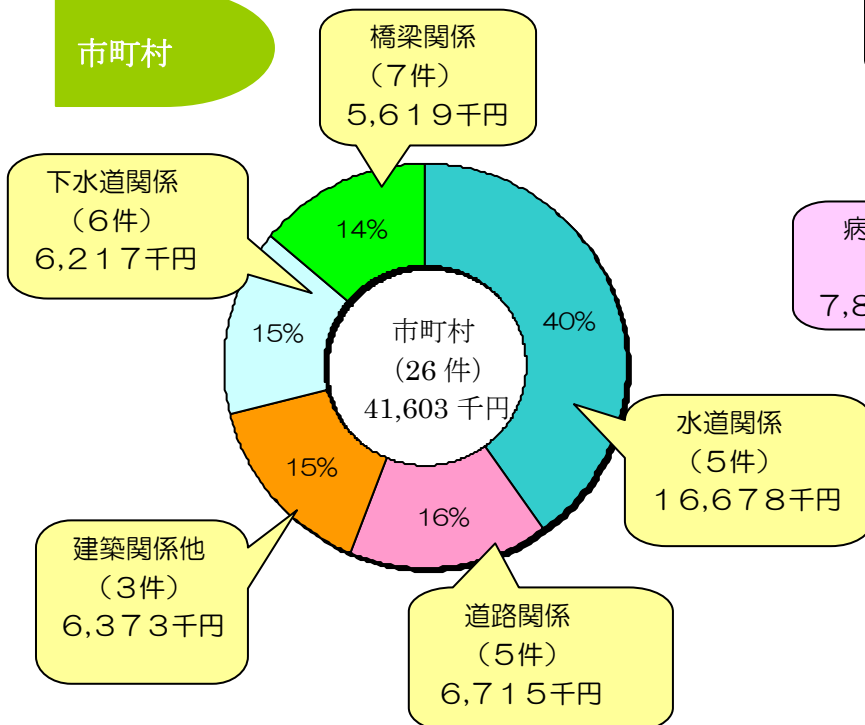 市町村
橋梁関係
（７件）
５,６１９千円
下水道関係
（６件）
６,２１７千円
14%
40%
15%
15%
16%
市町村
（26 件）
41,603 千円
病
７,８
水道関係
（５件）
１６,６７８千円
建築関係他
（３件）
６,３７３千円
道路関係
（５件）
６,７１５千円